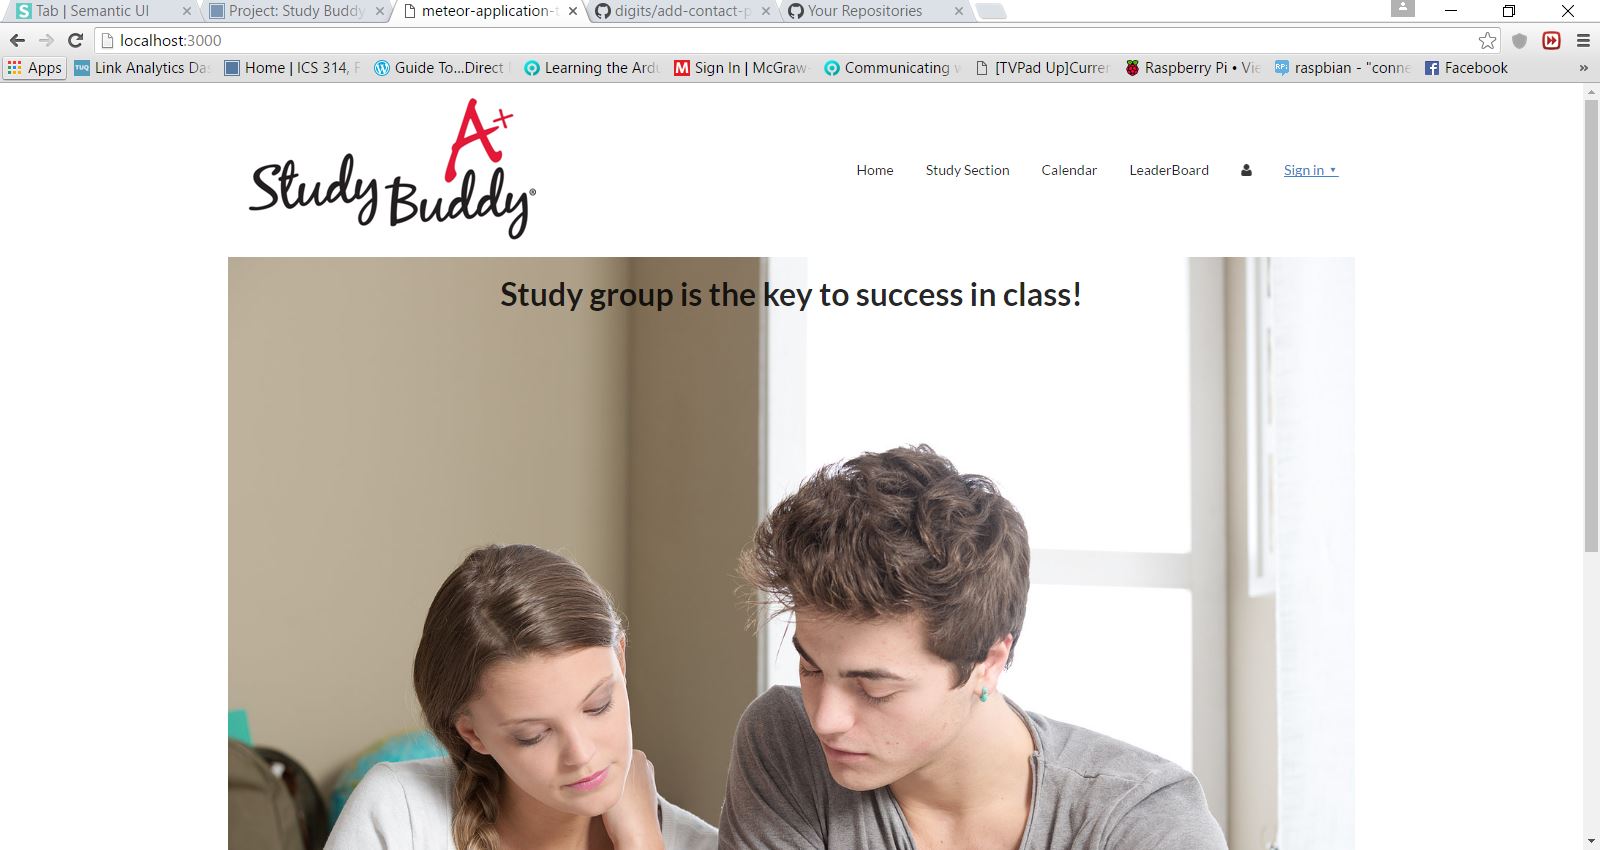 Tab | Semantic UI
Project: Study Buddy
meteor-application-t
digits/add-contact-p
Your Repositories
localhost:3000
Apps
Link Analytics Das
Home | ICS 314, F
Guide To...Direct
Learning the Ardu
Sign In | McGraw-
Communicating w
[TVPad Up]Curren
Raspberry Pi • Vie
raspbian - "conne
Facebook
»
A+
Study Buddy®
Home
Study Section
Calendar
LeaderBoard
Sign in
Study group is the key to success in class!